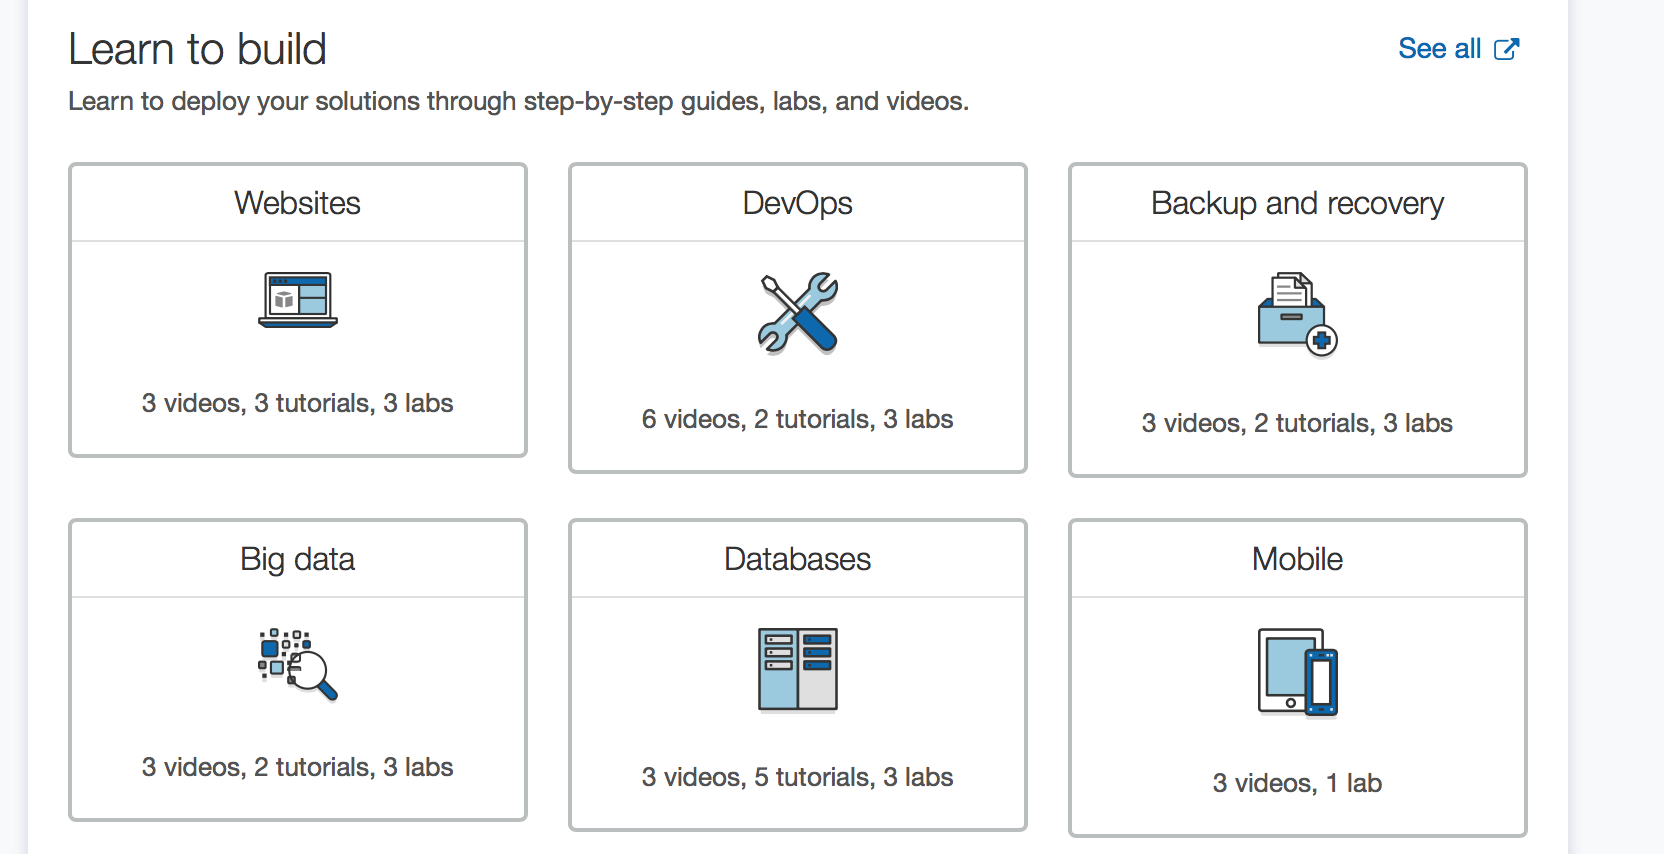 Learn to build
See all
Learn to deploy your solutions through step-by-step guides, labs, and videos.
Websites
3 videos, 3 tutorials, 3 labs
DevOps
6 videos, 2 tutorials, 3 labs
Backup and recovery
3 videos, 2 tutorials, 3 labs
Big data
3 videos, 2 tutorials, 3 labs
Databases
3 videos, 5 tutorials, 3 labs
Mobile
3 videos, 1 lab